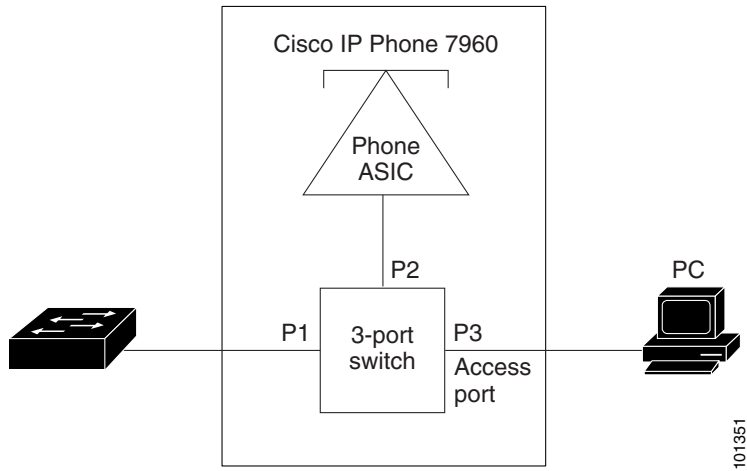 Cisco IP Phone 7960
Phone
ASIC
P2
PC
P1
3-port
switch
P3
Access
port
101351